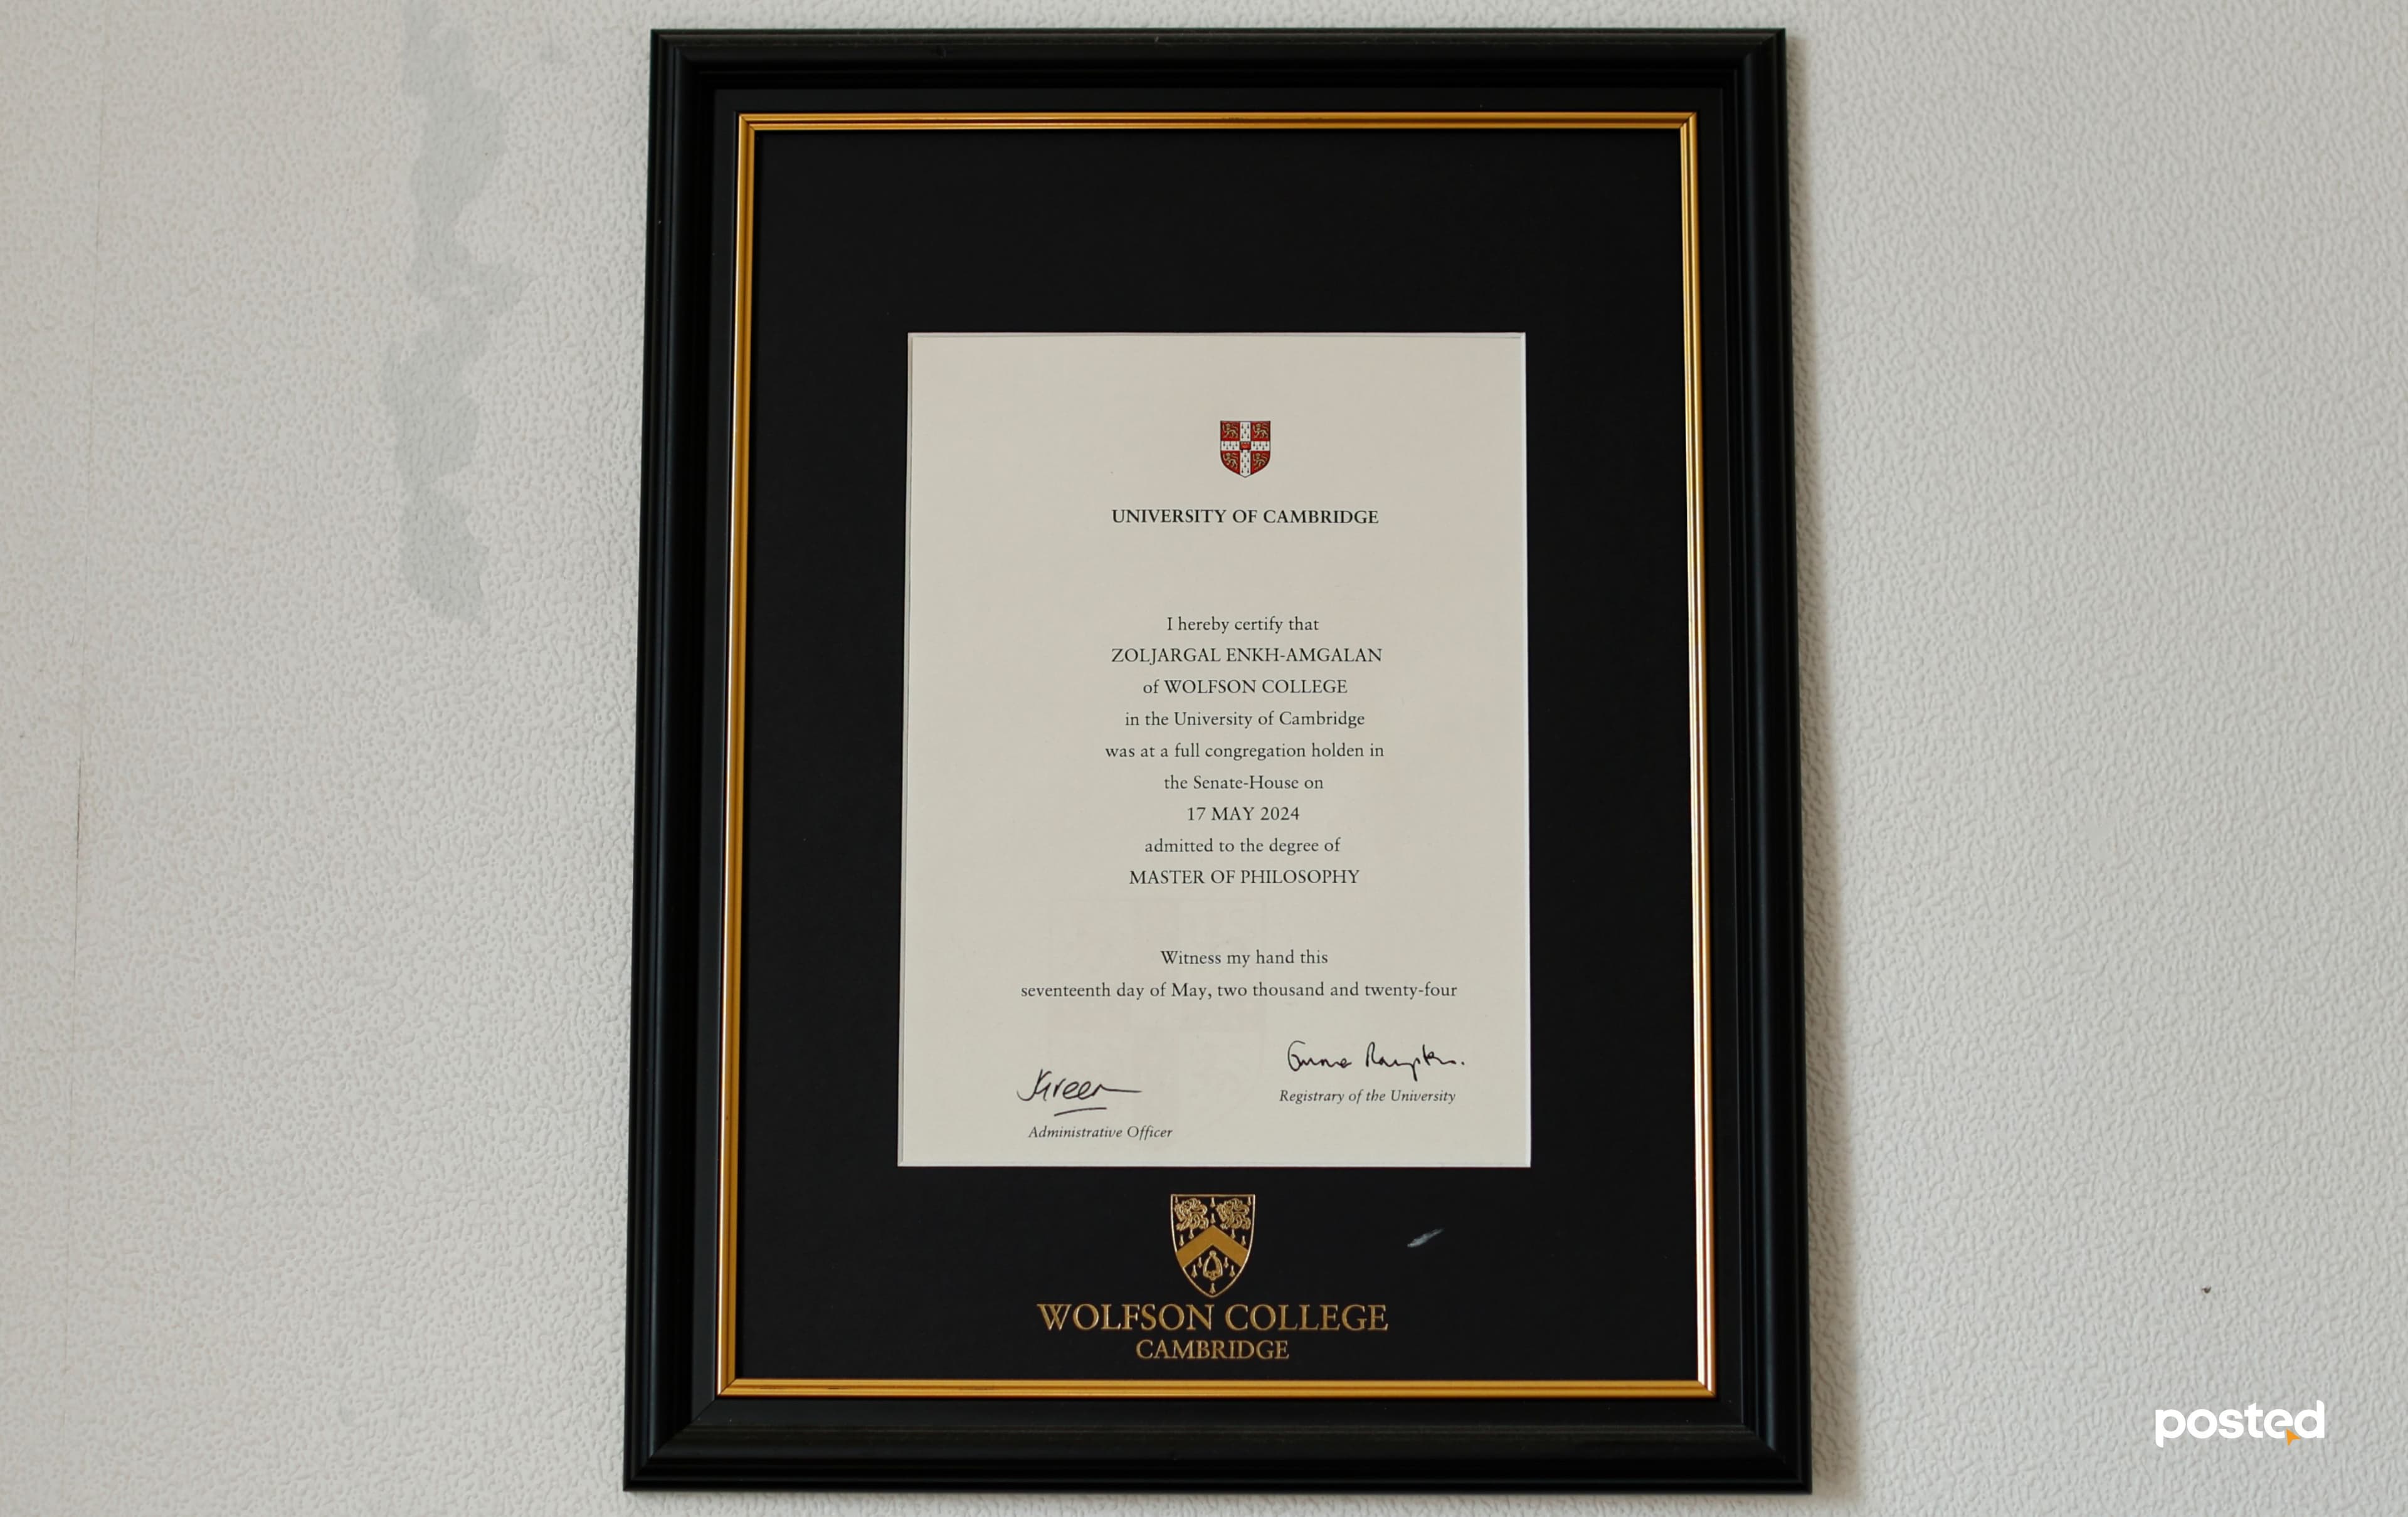 UNIVERSITY OF CAMBRIDGE
I hereby certify that
ZOLJARGAL ENKH-AMGALAN
of WOLFSON COLLEGE
in the University of Cambridge
was at a full congregation holden in
the Senate-House on
17 MAY 2024
admitted to the degree of
MASTER OF PHILOSOPHY
Witness my hand this
seventeenth day of May, two thousand and twenty-four
Registrary of the University
Administrative Officer
WOLFSON COLLEGE
CAMBRIDGE
posted